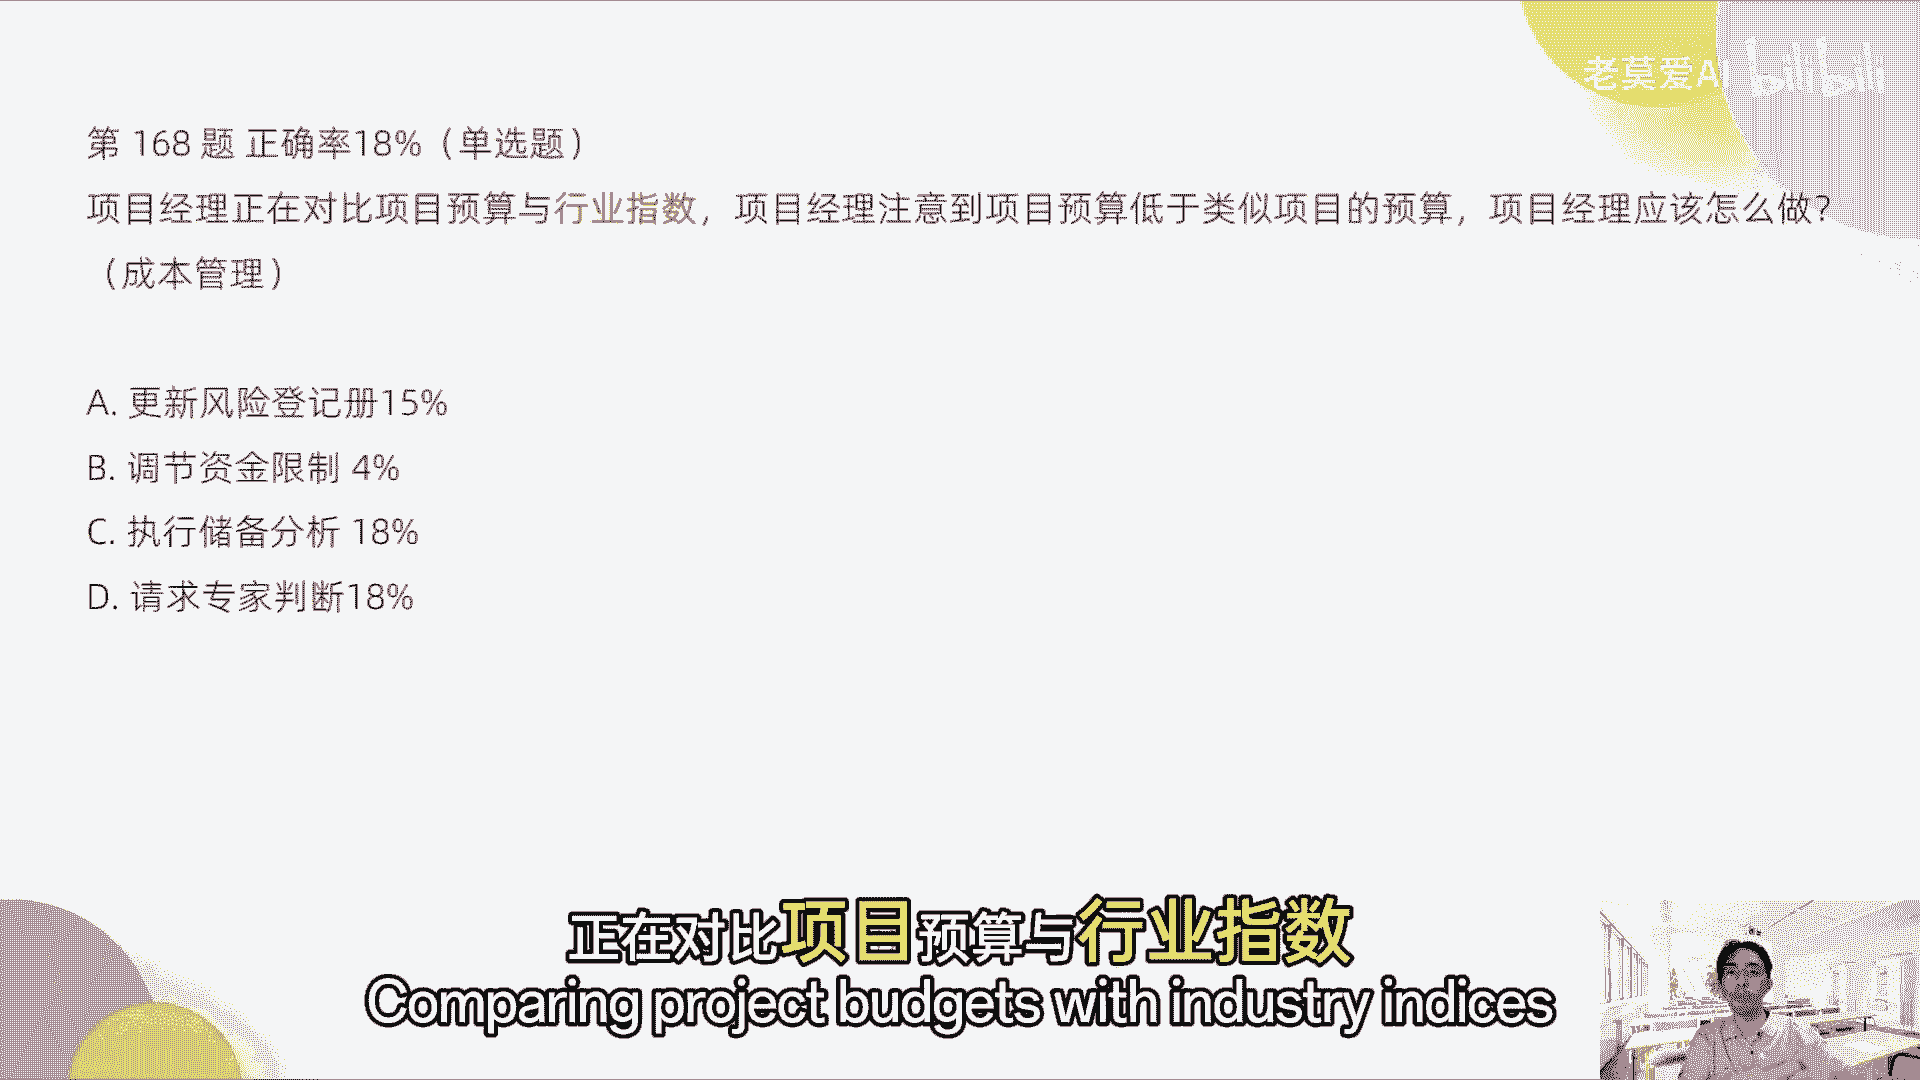 老莫爱AI bilibili
第 168 题 正确率18%（单选题）
项目经理正在对比项目预算与行业指数，项目经理注意到项目预算低于类似项目的预算，项目经理应该怎么做？
（成本管理）
A. 更新风险登记册15%
B. 调节资金限制 4%
C. 执行储备分析 18%
D. 请求专家判断18%
正在对比项目预算与行业指数
Comparing project budgets with industry indices